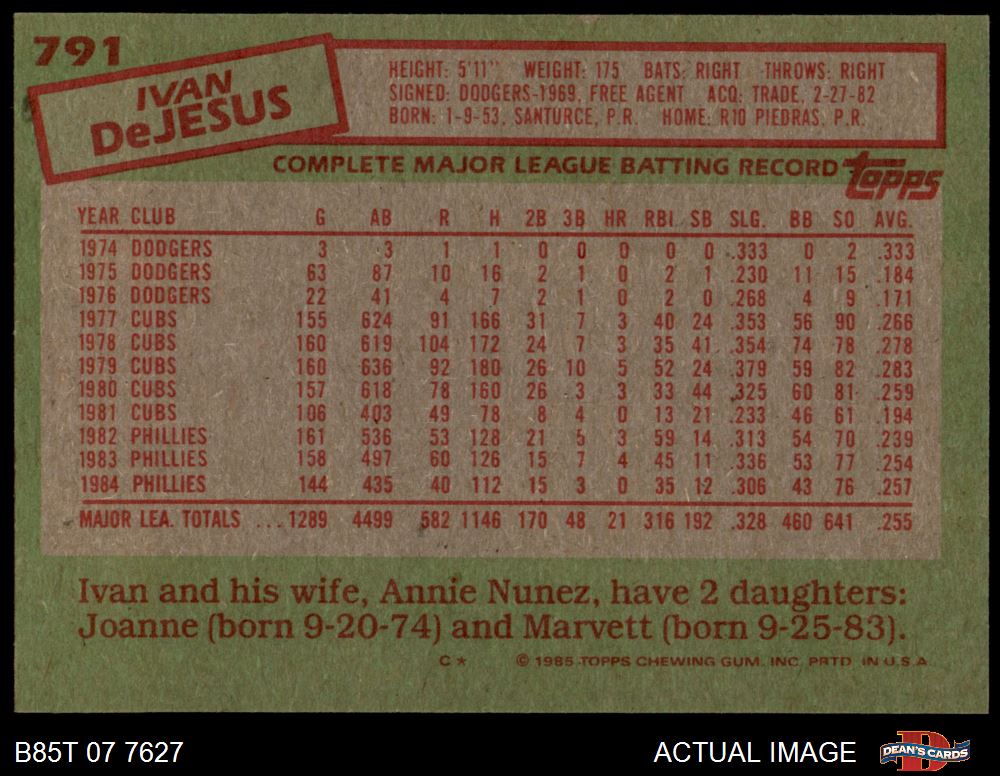 791
IVAN
DeJESUS
HEIGHT: 5'11" WEIGHT: 175 BATS: RIGHT THROWS: RIGHT
SIGNED: DODGERS-1969, FREE AGENT ACQ: TRADE, 2-27-82
BORN: 1-9-53, SANTURCE, P.R. HOME: R10 PIEDRAS, P.R.
COMPLETE MAJOR LEAGUE BATTING RECORD topps
YEAR CLUB G AB R H 2B 3B HR RBI SB SLG. BB SO AVG.
1974 DODGERS 3 3 1 1 0 0 0 0 0 .333 0 2 .333
1975 DODGERS 63 87 10 16 2 1 0 2 1 .230 11 15 .184
1976 DODGERS 22 41 4 7 2 1 0 2 0 .268 4 9 .171
1977 CUBS 155 624 91 166 31 7 3 40 24 .353 56 90 .266
1978 CUBS 160 619 104 172 24 7 3 35 41 .354 74 78 .278
1979 CUBS 160 636 92 180 26 10 5 52 24 .379 59 82 .283
1980 CUBS 157 618 78 160 26 3 3 33 44 .325 60 81 .259
1981 CUBS 106 403 49 78 8 4 0 13 21 .233 46 61 .194
1982 PHILLIES 161 536 53 128 21 5 3 59 14 .313 54 70 .239
1983 PHILLIES 158 497 60 126 15 7 4 45 11 .336 53 77 .254
1984 PHILLIES 144 435 40 112 15 3 0 35 12 .306 43 76 .257
MAJOR LEA. TOTALS ... 1289 4499 582 1146 170 48 21 316 192 .328 460 641 .255
Ivan and his wife, Annie Nunez, have 2 daughters:
Joanne (born 9-20-74) and Marvett (born 9-25-83).
C * © 1985 TOPPS CHEWING GUM, INC. PRTD. IN U.S.A.
B85T 07 7627 ACTUAL IMAGE D DEAN'S CARDS